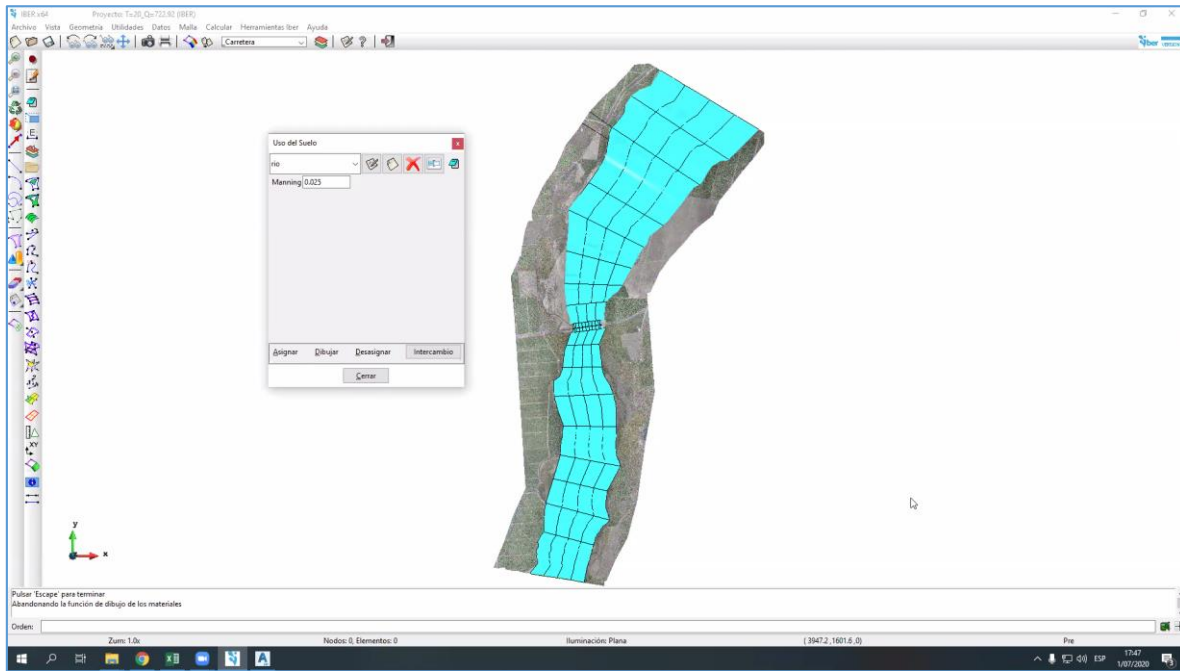 IBER x64 Proyecto: T=20_Q=722.92 (IBER)
Archivo Vista Geometría Utilidades Datos Malla Calcular Herramientas Iber Ayuda
Carretera
Iber
Uso del Suelo
rio
Manning 0.025
Asignar Dibujar Desasignar Intercambio
Cerrar
y
x
Pulsar 'Escape' para terminar
Abandonando la función de dibujo de los materiales
Orden:
Zum: 1.0x Nodos: 0, Elementos: 0 Iluminación: Plana ( 3947.2 ,1601.6 ,0) Pre
ESP 17:47
1/07/2020